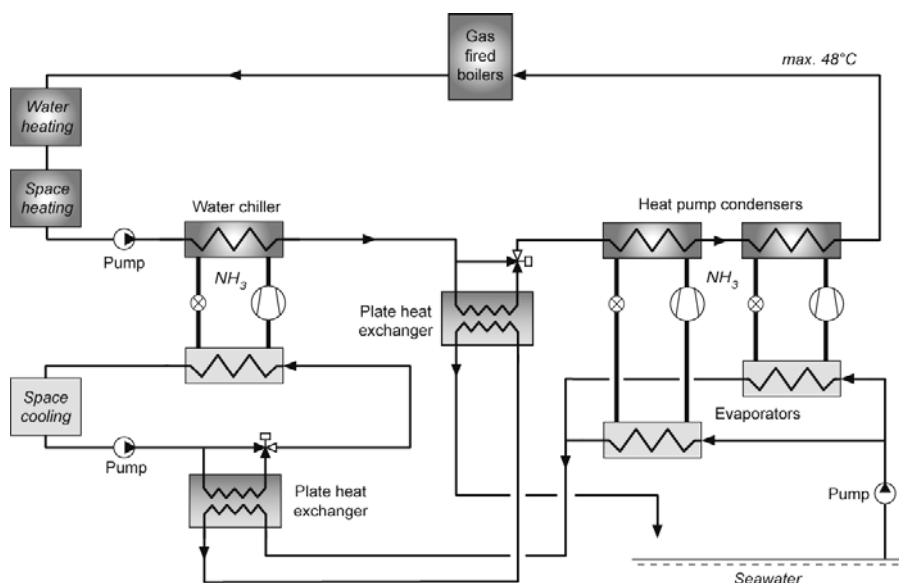 Gas
fired
boilers
max. 48°C
Water
heating
Space
heating
Water chiller
Heat pump condensers
Pump
NH3
NH3
Plate heat
exchanger
Space
cooling
Evaporators
Pump
Plate heat
exchanger
Pump
Seawater